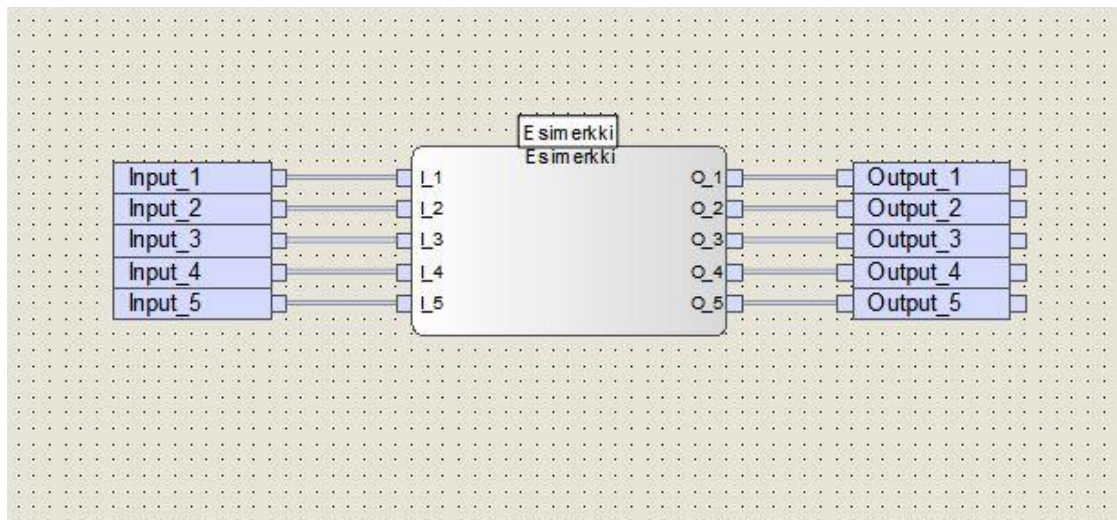 Esimerkki
Esimerkki
Input_1 I_1 O_1 Output_1
Input_2 I_2 O_2 Output_2
Input_3 I_3 O_3 Output_3
Input_4 I_4 O_4 Output_4
Input_5 I_5 O_5 Output_5